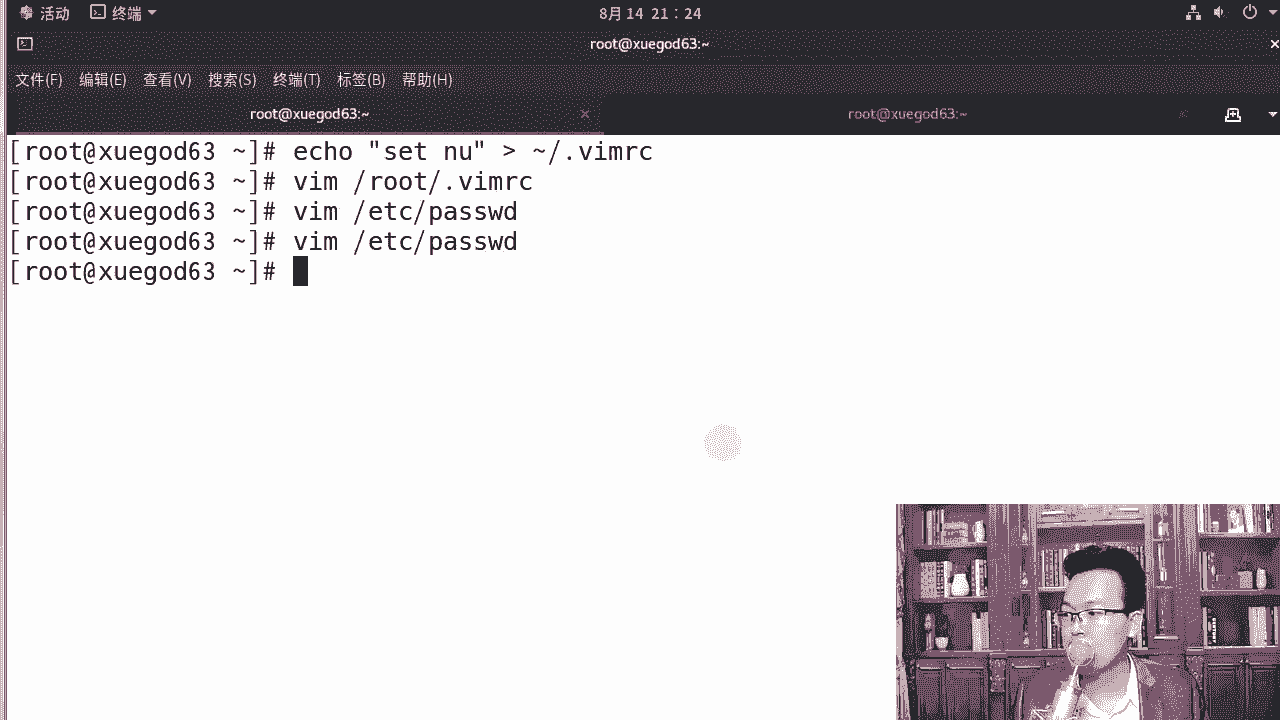 活动 终端 8月 14 21：24
root@xuegod63:~
文件(F) 编辑(E) 查看(V) 搜索(S) 终端(T) 标签(B) 帮助(H)
root@xuegod63:~ root@xuegod63:~
[root@xuegod63 ~]# echo "set nu" > ~/.vimrc
[root@xuegod63 ~]# vim /root/.vimrc
[root@xuegod63 ~]# vim /etc/passwd
[root@xuegod63 ~]# vim /etc/passwd
[root@xuegod63 ~]#